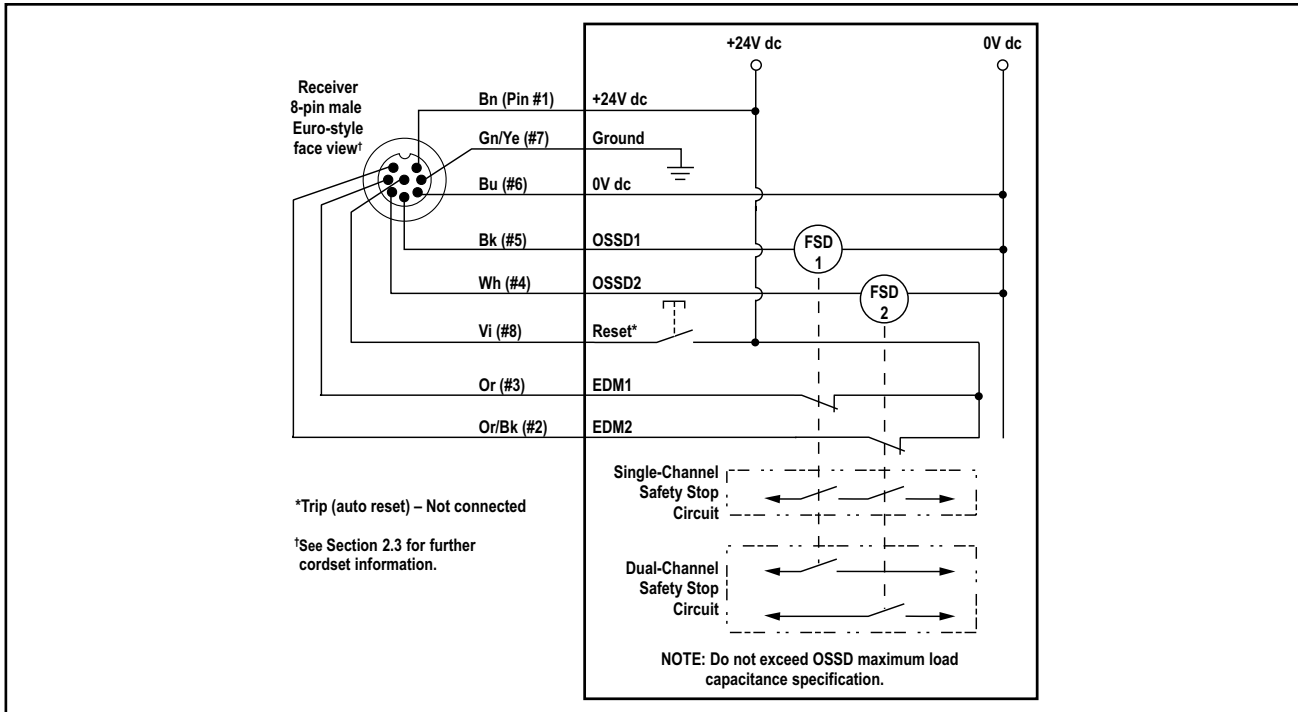 +24V dc
0V dc
Receiver
8-pin male
Euro-style
face view†
Bn (Pin #1)
+24V dc
Gn/Ye (#7)
Ground
Bu (#6)
0V dc
Bk (#5)
OSSD1
FSD
1
Wh (#4)
OSSD2
FSD
2
Vi (#8)
Reset*
Or (#3)
EDM1
Or/Bk (#2)
EDM2
Single-Channel
Safety Stop
Circuit
*Trip (auto reset) – Not connected
†See Section 2.3 for further
cordset information.
Dual-Channel
Safety Stop
Circuit
NOTE: Do not exceed OSSD maximum load
capacitance specification.